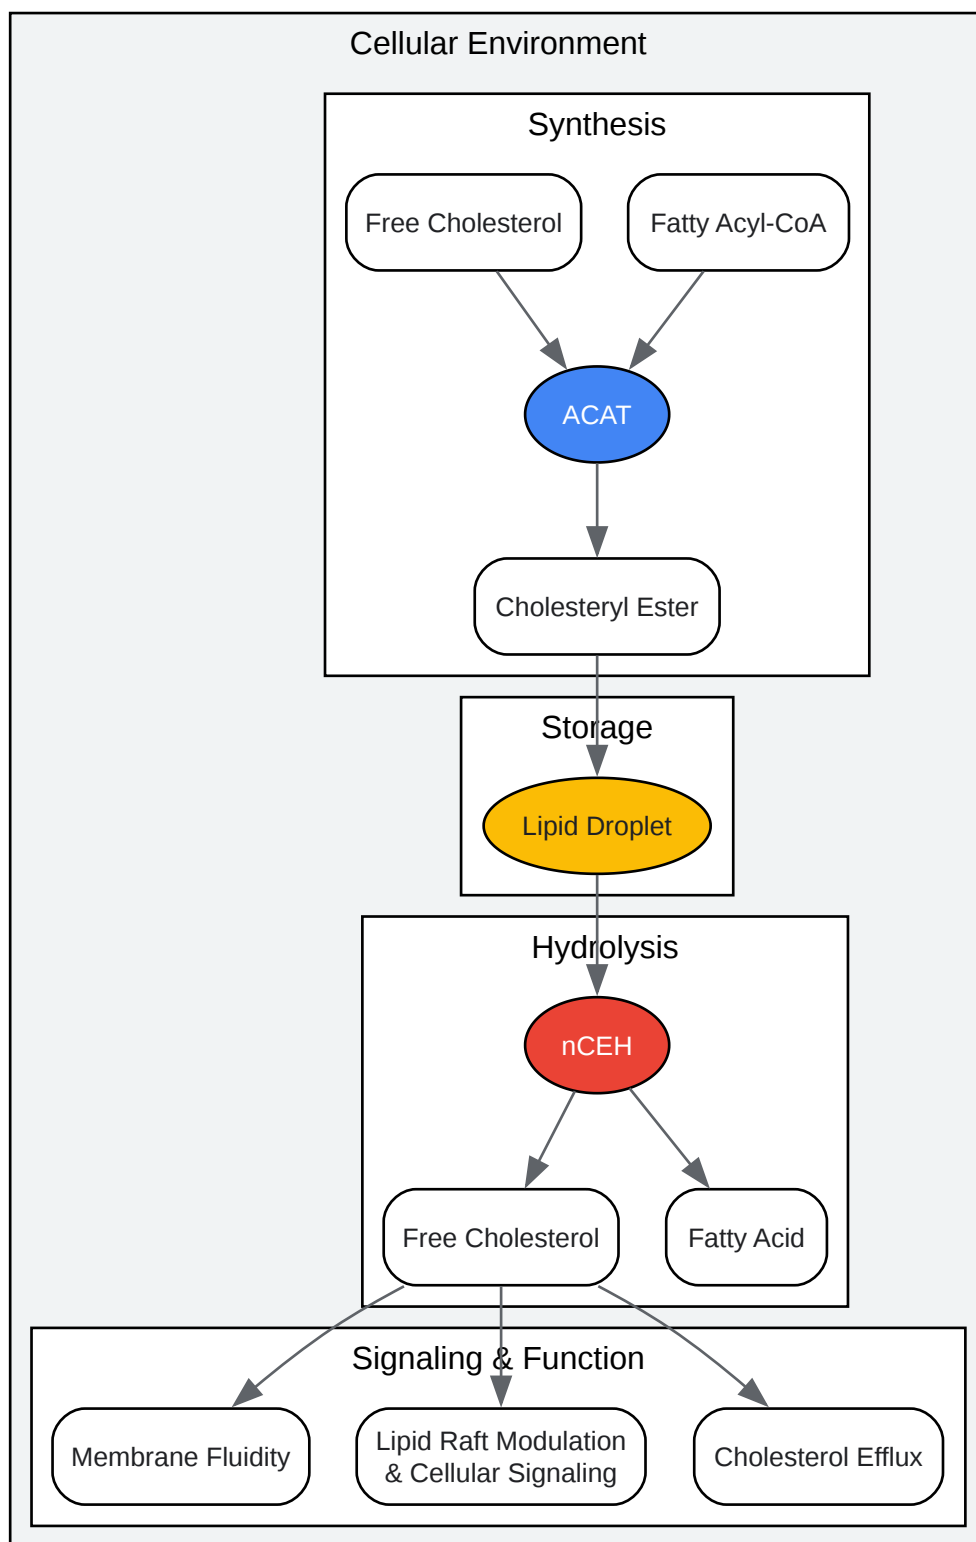 Cellular Environment
Synthesis
Free Cholesterol
Fatty Acyl-CoA
ACAT
Cholesteryl Ester
Storage
Lipid Droplet
Hydrolysis
nCEH
Free Cholesterol
Fatty Acid
Signaling & Function
Membrane Fluidity
Lipid Raft Modulation
& Cellular Signaling
Cholesterol Efflux